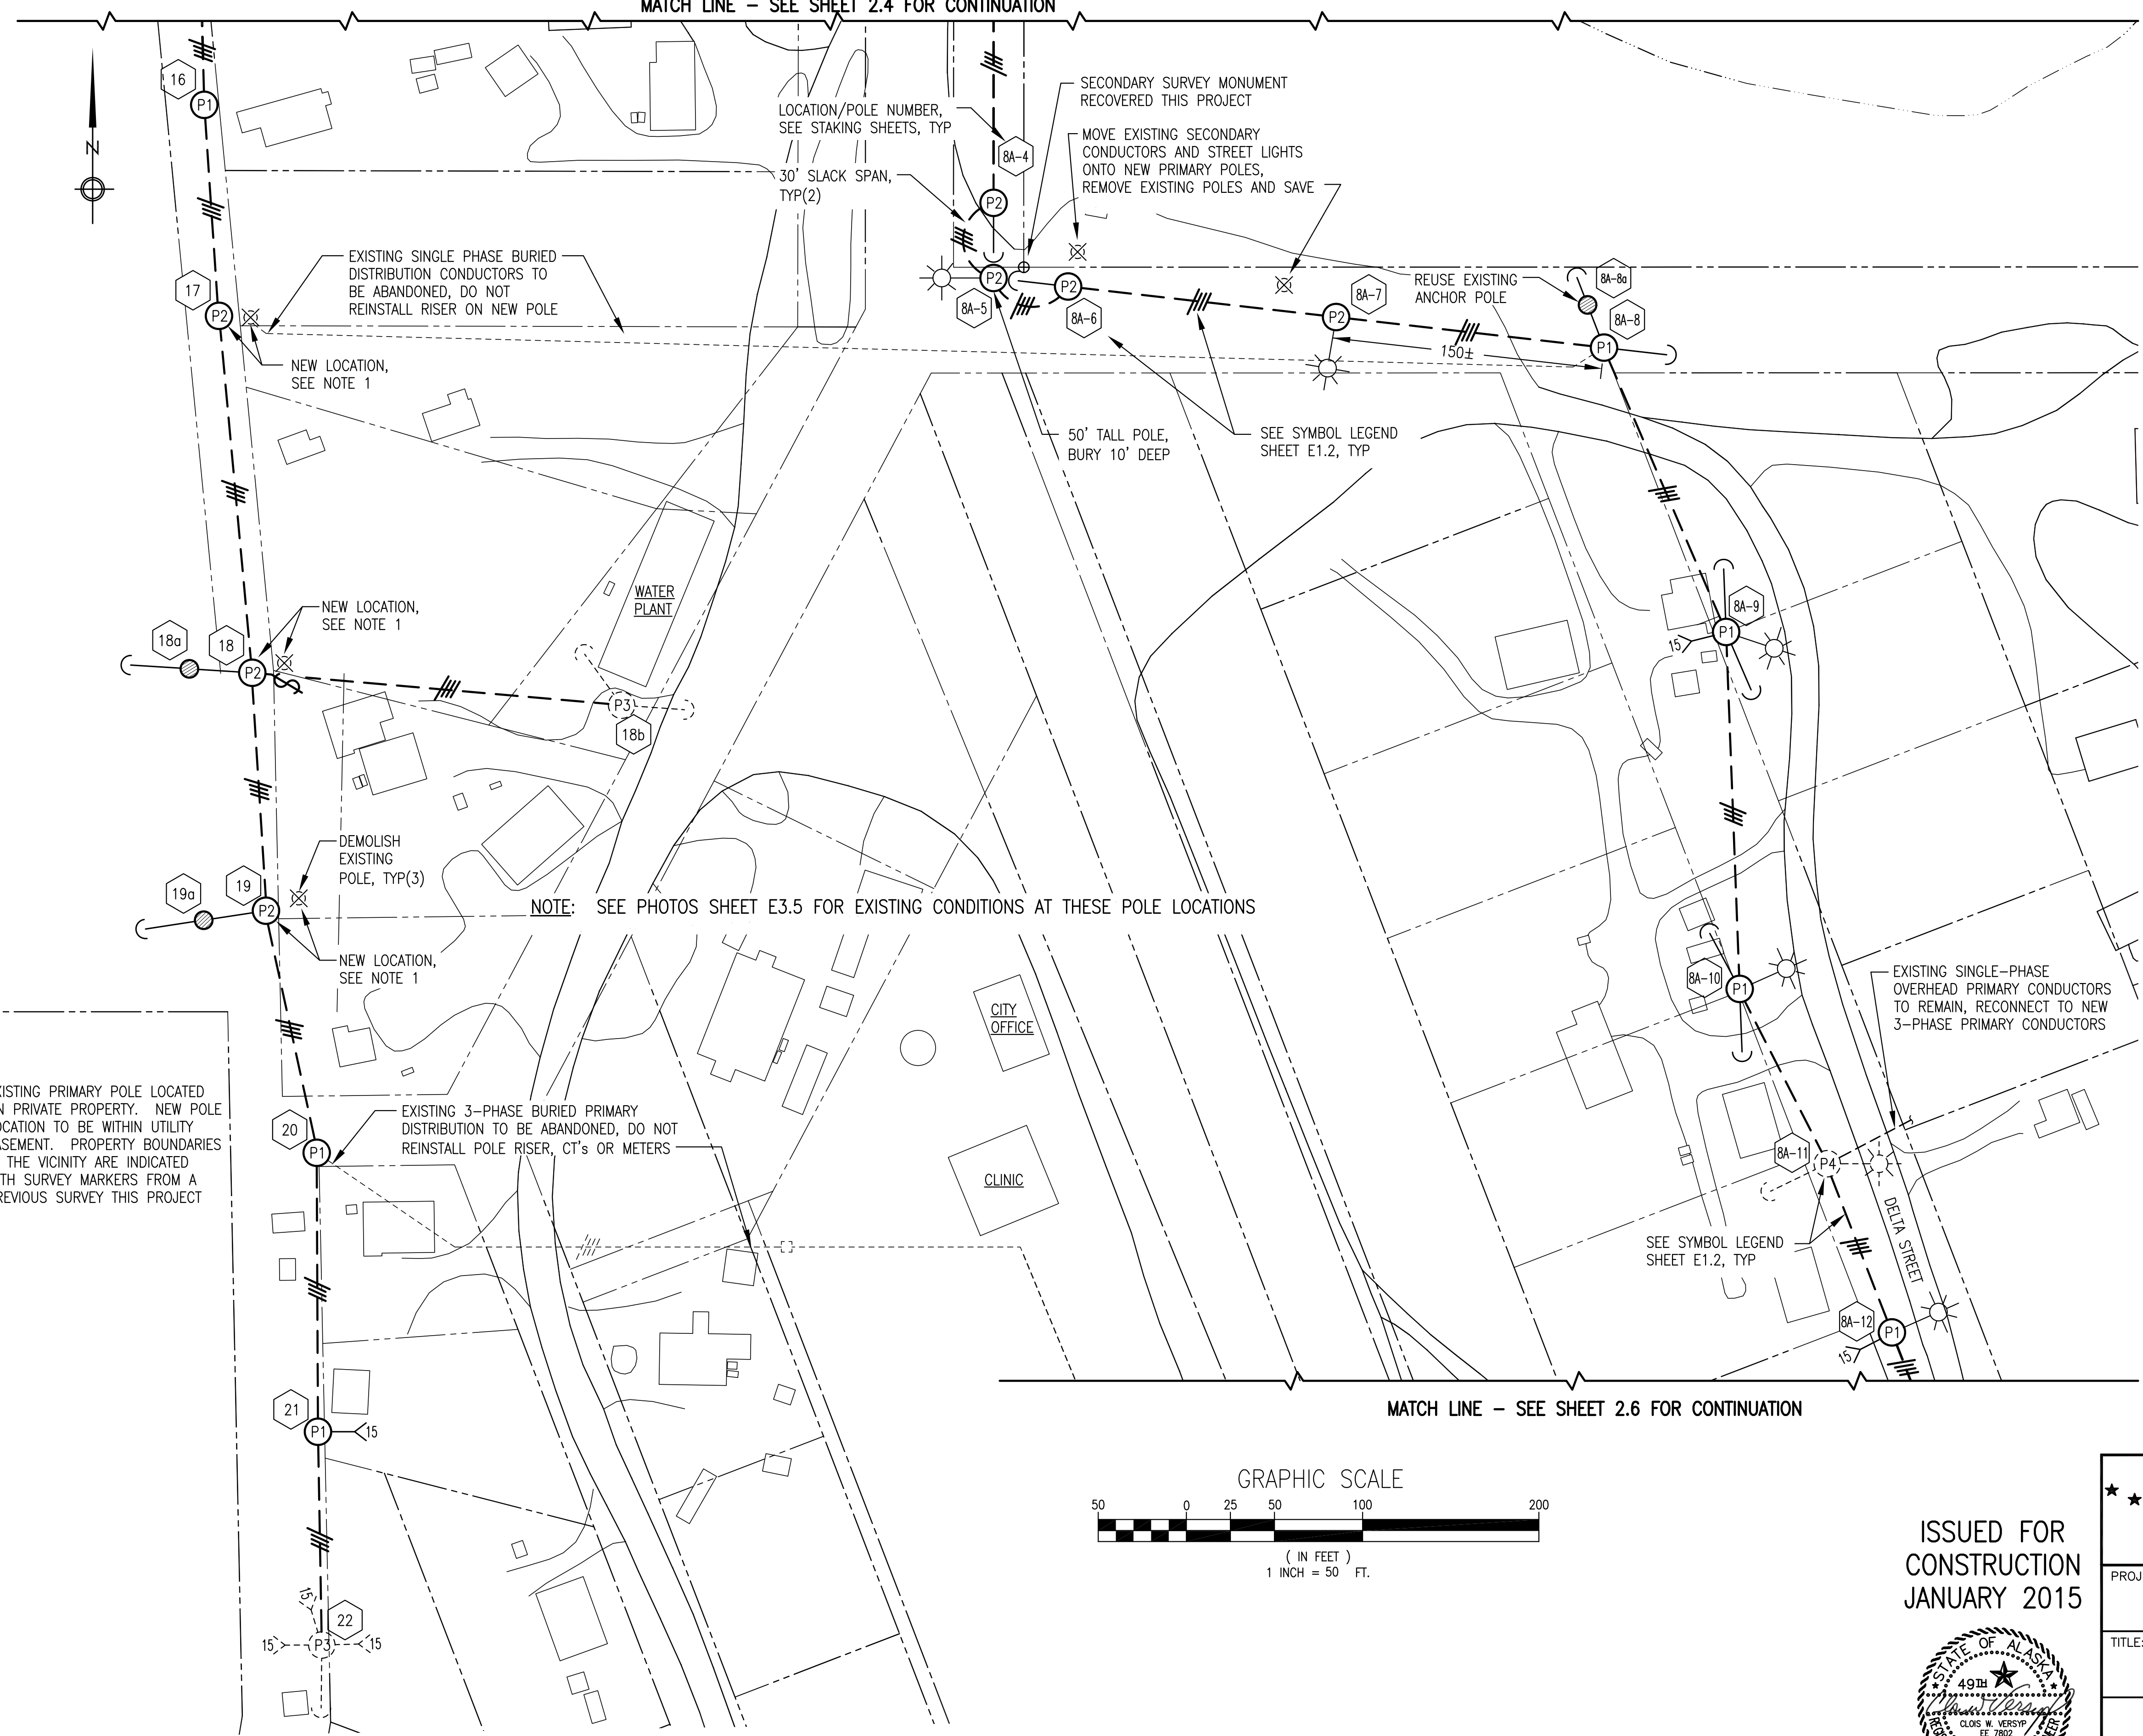 MATCH LINE – SEE SHEET 2.4 FOR CONTINUATION
16
P1
N
LOCATION/POLE NUMBER,
SEE STAKING SHEETS, TYP
SECONDARY SURVEY MONUMENT
RECOVERED THIS PROJECT
8A-4
MOVE EXISTING SECONDARY
CONDUCTORS AND STREET LIGHTS
ONTO NEW PRIMARY POLES,
REMOVE EXISTING POLES AND SAVE
30' SLACK SPAN,
TYP(2)
P2
EXISTING SINGLE PHASE BURIED
DISTRIBUTION CONDUCTORS TO
BE ABANDONED, DO NOT
REINSTALL RISER ON NEW POLE
17
P2
NEW LOCATION,
SEE NOTE 1
P2
8A-5
P2
8A-6
P2
8A-7
REUSE EXISTING
ANCHOR POLE
8A-8a
8A-8
P1
150±
50' TALL POLE,
BURY 10' DEEP
SEE SYMBOL LEGEND
SHEET E1.2, TYP
WATER
PLANT
NEW LOCATION,
SEE NOTE 1
18a
18
P2
P3
18b
8A-9
P1
15
DEMOLISH
EXISTING
POLE, TYP(3)
19a
19
P2
NOTE: SEE PHOTOS SHEET E3.5 FOR EXISTING CONDITIONS AT THESE POLE LOCATIONS
NEW LOCATION,
SEE NOTE 1
CITY
OFFICE
8A-10
P1
EXISTING SINGLE-PHASE
OVERHEAD PRIMARY CONDUCTORS
TO REMAIN, RECONNECT TO NEW
3-PHASE PRIMARY CONDUCTORS
PRIMARY POLE LOCATED
PRIVATE PROPERTY. NEW POLE
TO BE WITHIN UTILITY
PROPERTY BOUNDARIES
THE VICINITY ARE INDICATED
SURVEY MARKERS FROM A
SURVEY THIS PROJECT
20
P1
EXISTING 3-PHASE BURIED PRIMARY
DISTRIBUTION TO BE ABANDONED, DO NOT
REINSTALL POLE RISER, CT's OR METERS
CLINIC
8A-11
P4
SEE SYMBOL LEGEND
SHEET E1.2, TYP
DELTA STREET
8A-12
P1
15
21
P1
15
MATCH LINE – SEE SHEET 2.6 FOR CONTINUATION
GRAPHIC SCALE
50 0 25 50 100 200
( IN FEET )
1 INCH = 50 FT.
15
22
15
P3
15
ISSUED FOR
CONSTRUCTION
JANUARY 2015
TITLE:
STATE OF ALASKA
49TH
CLOIS W. VERSYP
EE 7802